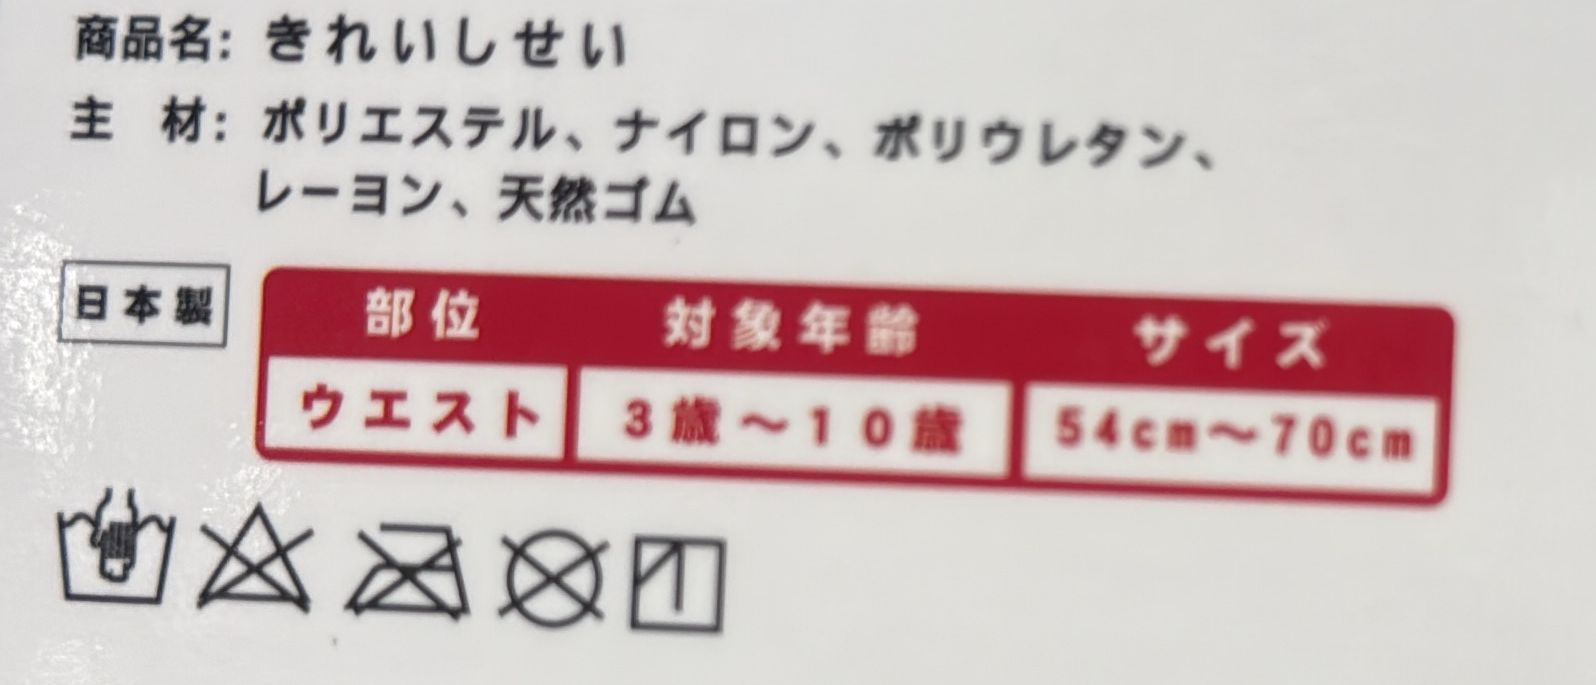 商品名: きれいしせい
主 材: ポリエステル、ナイロン、ポリウレタン、
レーヨン、天然ゴム
日本製
部位 対象年齢 サイズ
ウエスト 3歳～10歳 54cm～70cm